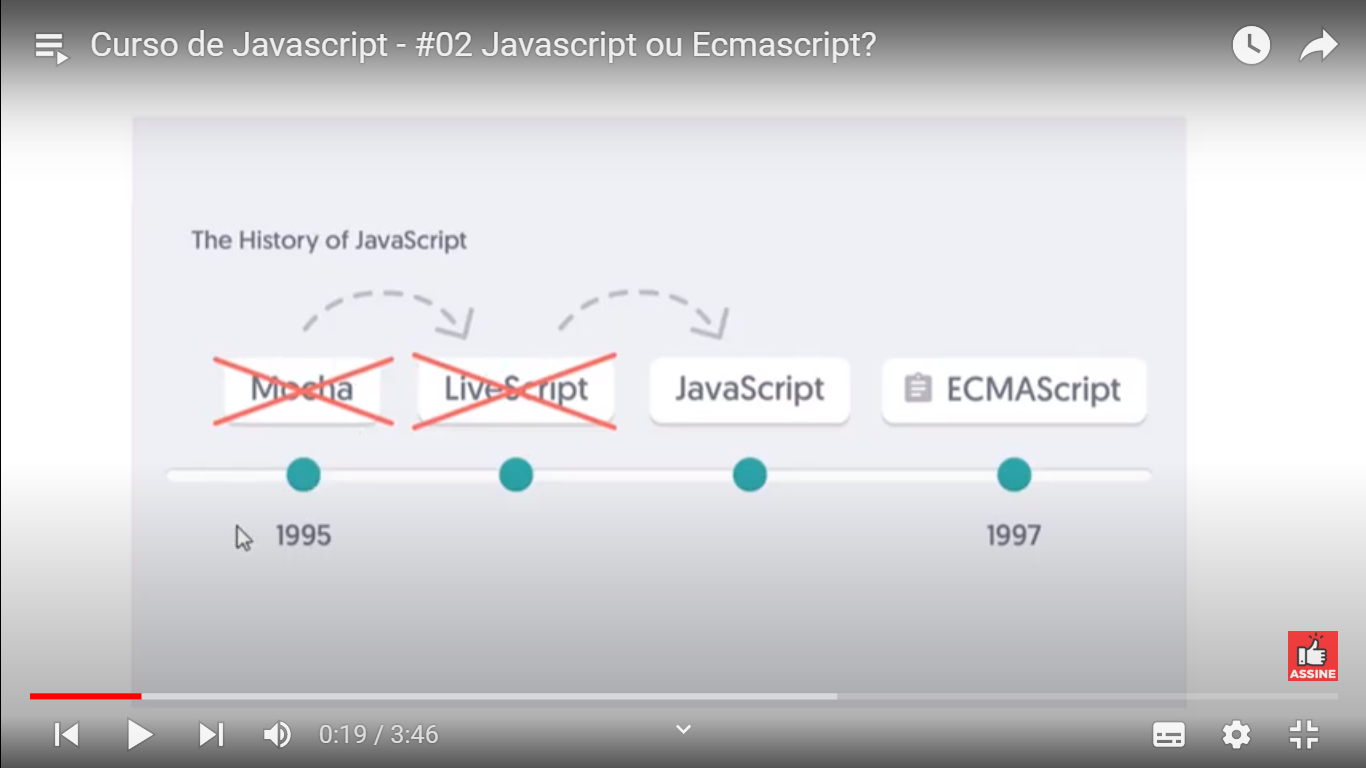 Curso de Javascript - #02 Javascript ou Ecmascript?
The History of JavaScript
Mocha
LiveScript
JavaScript
ECMAScript
1995
1997
ASSINE
0:19 / 3:46